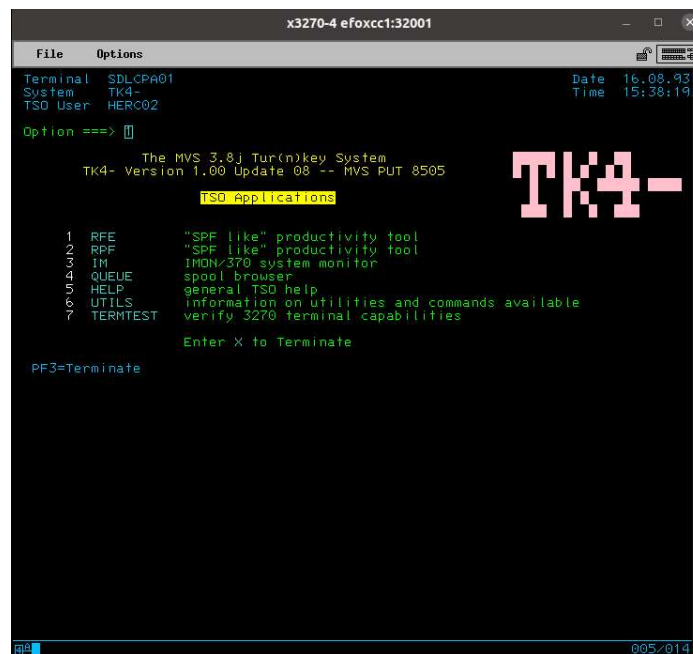 x3270-4 efoxcc1:32001
File Options
Terminal SDLCPA01 Date 16.08.93
System TK4- Time 15:38:19
TSO User HERC02
Option ===> 1
The MVS 3.8j Tur(n)key System
TK4- Version 1.00 Update 08 -- MVS PUT 8505
TK4-
TSO Applications
1 RFE "SPF like" productivity tool
2 RPF "SPF like" productivity tool
3 IM IMON/370 system monitor
4 QUEUE spool browser
5 HELP general TSO help
6 UTILS information on utilities and commands available
7 TERMTEST verify 3270 terminal capabilities
Enter X to Terminate
PF3=Terminate
4A 005/014